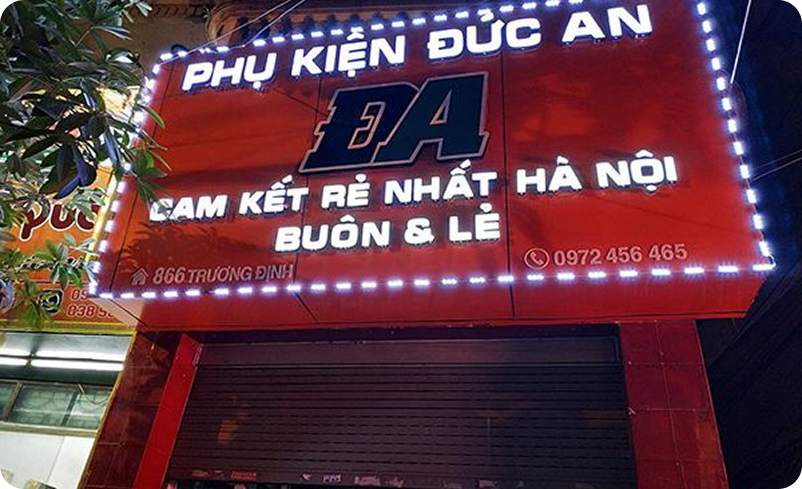 PHỤ KIỆN ĐỨC AN
ĐA
CAM KẾT RẺ NHẤT HÀ NỘI
BUÔN & LẺ
866 TRƯƠNG ĐỊNH
0972 456 465